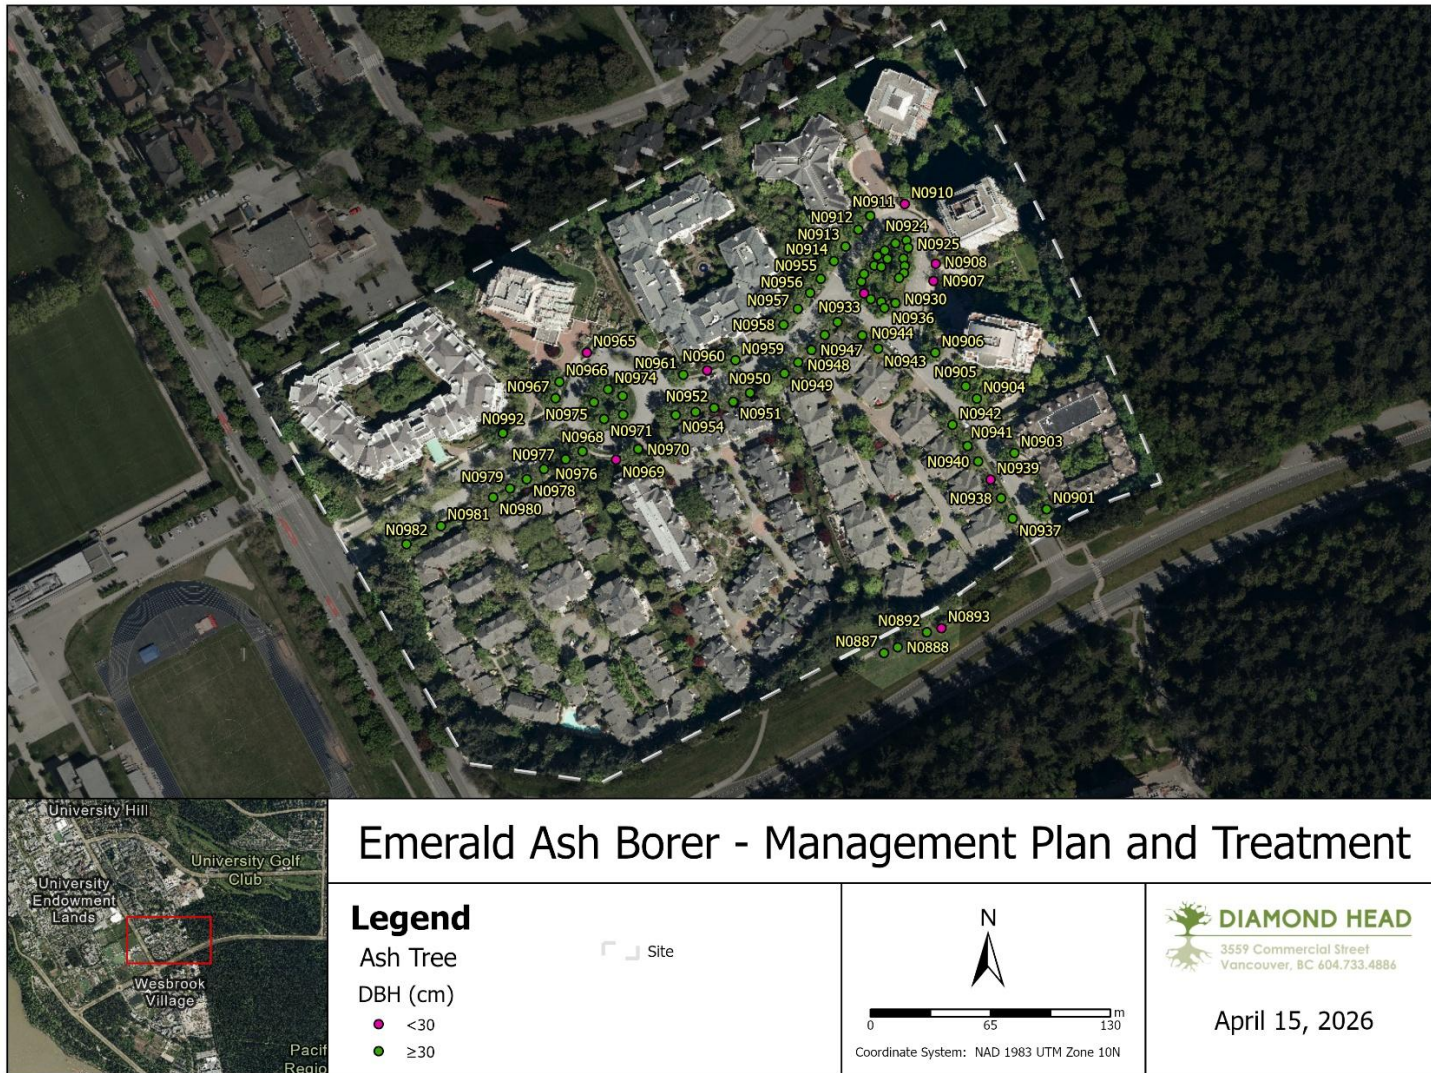 N0910
N0911
N0912
N0924
N0913
N0925
N0914
N0908
N0955
N0956
N0907
N0957
N0933
N0930
N0958
N0936
N0944
N0906
N0965
N0960
N0959
N0947
N0943
N0961
N0948
N0905
N0966
N0967
N0974
N0950
N0949
N0904
N0952
N0975
N0951
N0942
N0992
N0954
N0968
N0971
N0941
N0903
N0977
N0970
N0940
N0939
N0979
N0976
N0969
N0978
N0938
N0901
N0981
N0980
N0982
N0937
N0892
N0893
N0887
N0888
University Hill
University Golf
Club
University
Endowment
Lands
Wesbrook
Village
Pacif
Regio
Emerald Ash Borer - Management Plan and Treatment
Legend
Ash Tree
DBH (cm)
<30
≥30
Site
N
m
0 65 130
Coordinate System: NAD 1983 UTM Zone 10N
DIAMOND HEAD
3559 Commercial Street
Vancouver, BC 604.733.4886
April 15, 2026